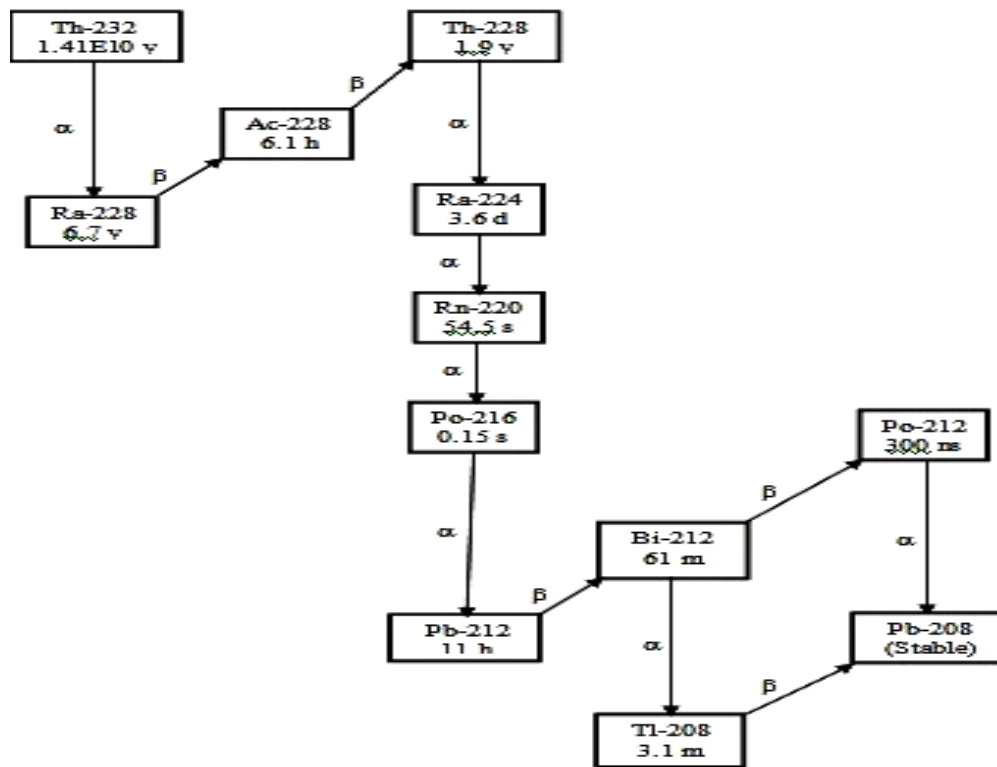 Th-232
1.41E10 y
Th-228
1.9 y
β
Ac-228
6.1 h
α
α
β
Ra-228
6.7 y
Ra-224
3.6 d
α
Rn-220
54.5 s
α
Po-216
0.15 s
Po-212
300 ns
β
α
Bi-212
61 m
α
β
Pb-212
11 h
Pb-208
(Stable)
α
β
Tl-208
3.1 m